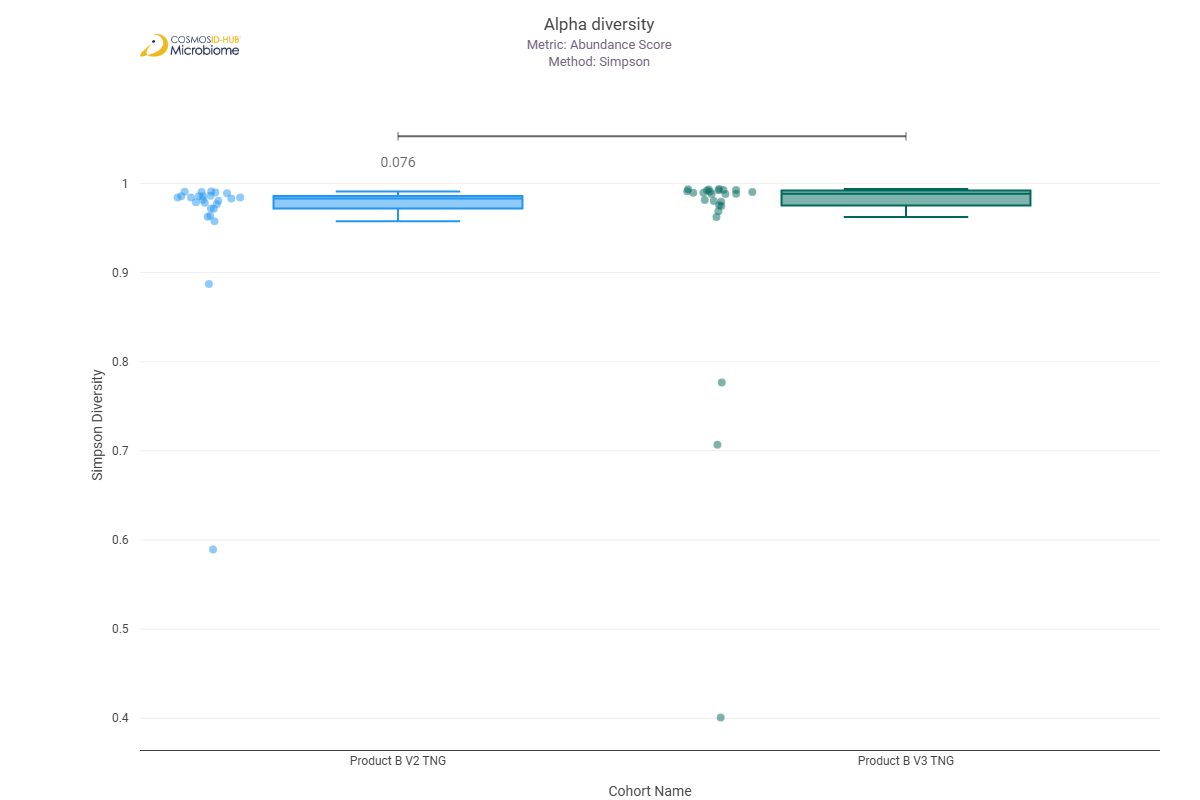 Alpha diversity
Metric: Abundance Score
Method: Simpson
COSMOSID-HUB
Microbiome
0.076
1
0.9
0.8
0.7
0.6
0.5
0.4
Simpson Diversity
Product B V2 TNG
Product B V3 TNG
Cohort Name